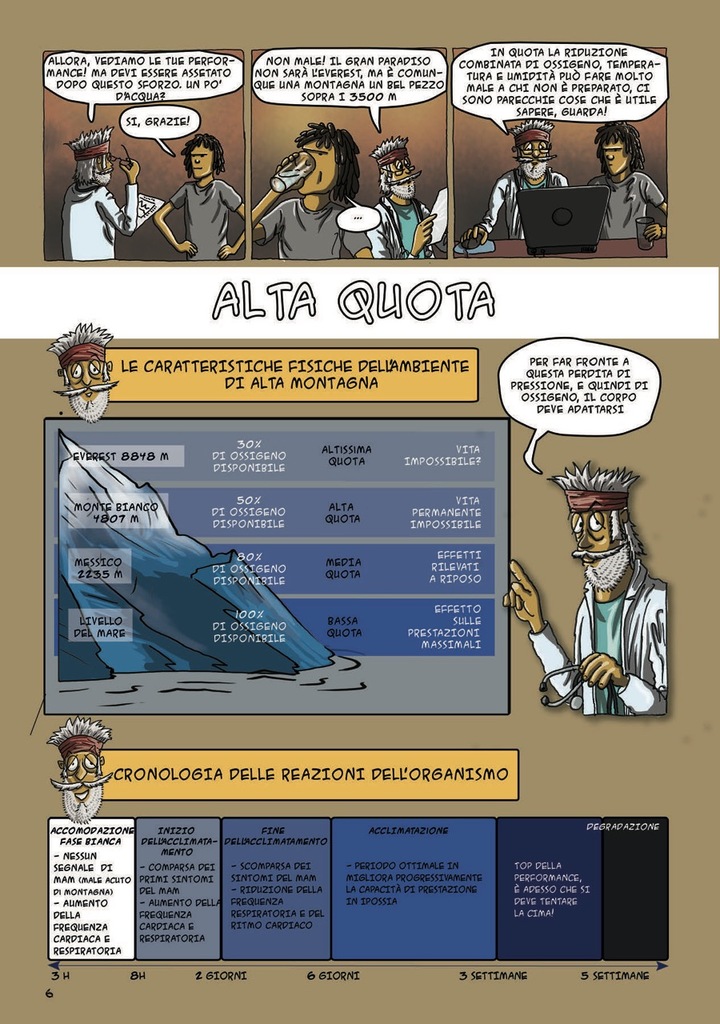 ALLORA, VEDIAMO LE TUE PERFOR-
MANCE! MA DEVI ESSERE ASSETATO
DOPO QUESTO SFORZO. UN PO'
D'ACQUA?
SI, GRAZIE!
NON MALE! IL GRAN PARADISO
NON SARÀ L'EVEREST, MA È COMUN-
QUE UNA MONTAGNA UN BEL PEZZO
SOPRA I 3500 M
...
IN QUOTA LA RIDUZIONE
COMBINATA DI OSSIGENO, TEMPERA-
TURA E UMIDITÀ PUÒ FARE MOLTO
MALE A CHI NON È PREPARATO, CI
SONO PARECCHIE COSE CHE È UTILE
SAPERE, GUARDA!
ALTA QUOTA
LE CARATTERISTICHE FISICHE DELL'AMBIENTE
DI ALTA MONTAGNA
PER FAR FRONTE A
QUESTA PERDITA DI
PRESSIONE, E QUINDI DI
OSSIGENO, IL CORPO
DEVE ADATTARSI
EVEREST 8848 M
30%
DI OSSIGENO
DISPONIBILE
ALTISSIMA
QUOTA
VITA
IMPOSSIBILE?
MONTE BIANCO
4807 M
50%
DI OSSIGENO
DISPONIBILE
ALTA
QUOTA
VITA
PERMANENTE
IMPOSSIBILE
MESSICO
2235 M
80%
DI OSSIGENO
DISPONIBILE
MEDIA
QUOTA
EFFETTI
RILEVATI
A RIPOSO
LIVELLO
DEL MARE
100%
DI OSSIGENO
DISPONIBILE
BASSA
QUOTA
EFFETTO
SULLE
PRESTAZIONI
MASSIMALI
CRONOLOGIA DELLE REAZIONI DELL'ORGANISMO
ACCOMODAZIONE
FASE BIANCA
- NESSUN
SEGNALE DI
MAM (MALE ACUTO
DI MONTAGNA)
- AUMENTO
DELLA
FREQUENZA
CARDIACA E
RESPIRATORIA
INIZIO
DELL'ACCLIMATA-
MENTO
- COMPARSA DEI
PRIMI SINTOMI
DEL MAM
- AUMENTO DELLA
FREQUENZA
CARDIACA E
RESPIRATORIA
FINE
DELL'ACCLIMATAMENTO
- SCOMPARSA DEI
SINTOMI DEL MAM
- RIDUZIONE DELLA
FREQUENZA
RESPIRATORIA E DEL
RITMO CARDIACO
ACCLIMATAZIONE
- PERIODO OTTIMALE IN
MIGLIORA PROGRESSIVAMENTE
LA CAPACITÀ DI PRESTAZIONE
IN IPOSSIA
TOP DELLA
PERFORMANCE,
È ADESSO CHE SI
DEVE TENTARE
LA CIMA!
DEGRADAZIONE
3 H
8H
2 GIORNI
6 GIORNI
3 SETTIMANE
5 SETTIMANE
6